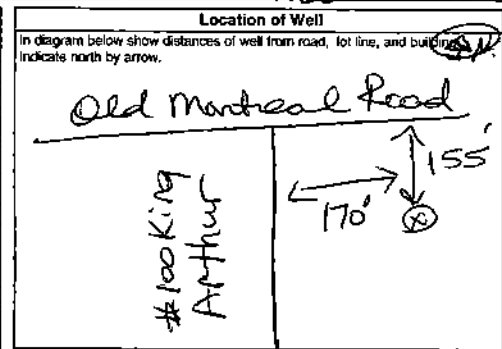 Location of Well
In diagram below show distances of well from road, lot line, and building.
Indicate north by arrow.
Old Montreal Road
155'
170'
#100 King
Arthur